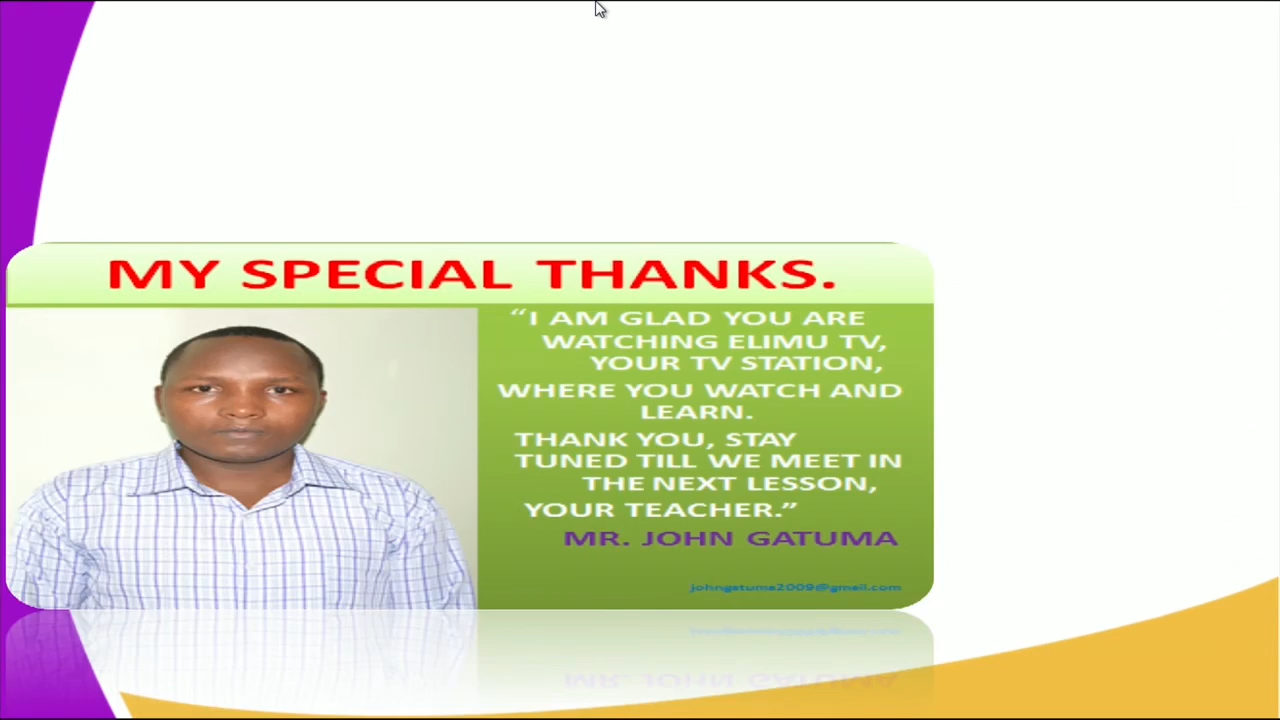 MY SPECIAL THANKS.
“I AM GLAD YOU ARE
WATCHING ELIMU TV,
YOUR TV STATION,
WHERE YOU WATCH AND
LEARN.
THANK YOU, STAY
TUNED TILL WE MEET IN
THE NEXT LESSON,
YOUR TEACHER.”
MR. JOHN GATUMA
johngatuma2009@gmail.com